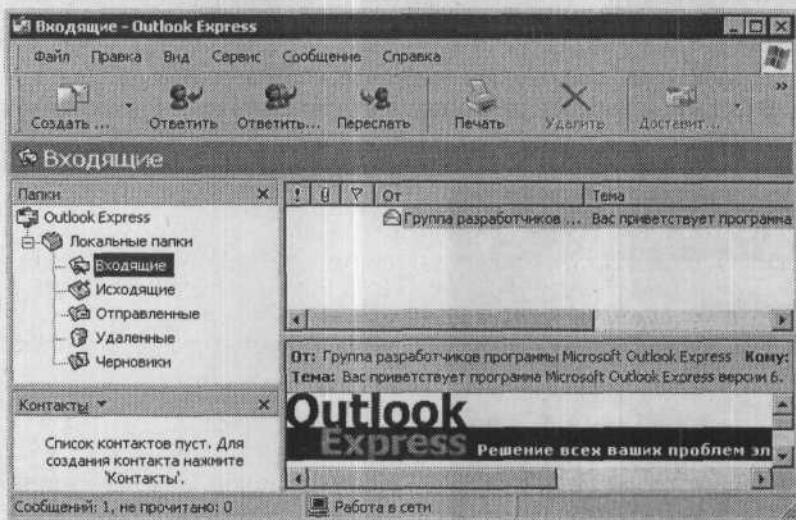 Входящие - Outlook Express
Файл Правка Вид Сервис Сообщение Справка
Создать ... Ответить Ответить... Переслать Печать Удалить Доставит...
Входящие
Папки
От Тема
Outlook Express
Группа разработчиков ... Вас приветствует программа
Локальные папки
Входящие
Исходящие
Отправленные
Удаленные
Черновики
От: Группа разработчиков программы Microsoft Outlook Express Кому:
Тема: Вас приветствует программа Microsoft Outlook Express версии 6.
Контакты
Список контактов пуст. Для
создания контакта нажмите
'Контакты'.
Outlook
Express Решение всех ваших проблем эл
Сообщений: 1, не прочитано: 0 Работа в сети